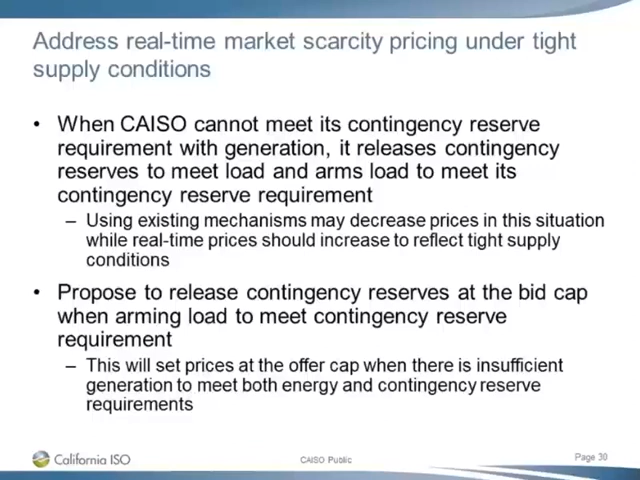 Address real-time market scarcity pricing under tight
supply conditions
• When CAISO cannot meet its contingency reserve
requirement with generation, it releases contingency
reserves to meet load and arms load to meet its
contingency reserve requirement
– Using existing mechanisms may decrease prices in this situation
while real-time prices should increase to reflect tight supply
conditions
• Propose to release contingency reserves at the bid cap
when arming load to meet contingency reserve
requirement
– This will set prices at the offer cap when there is insufficient
generation to meet both energy and contingency reserve
requirements
California ISO
CAISO Public
Page 30